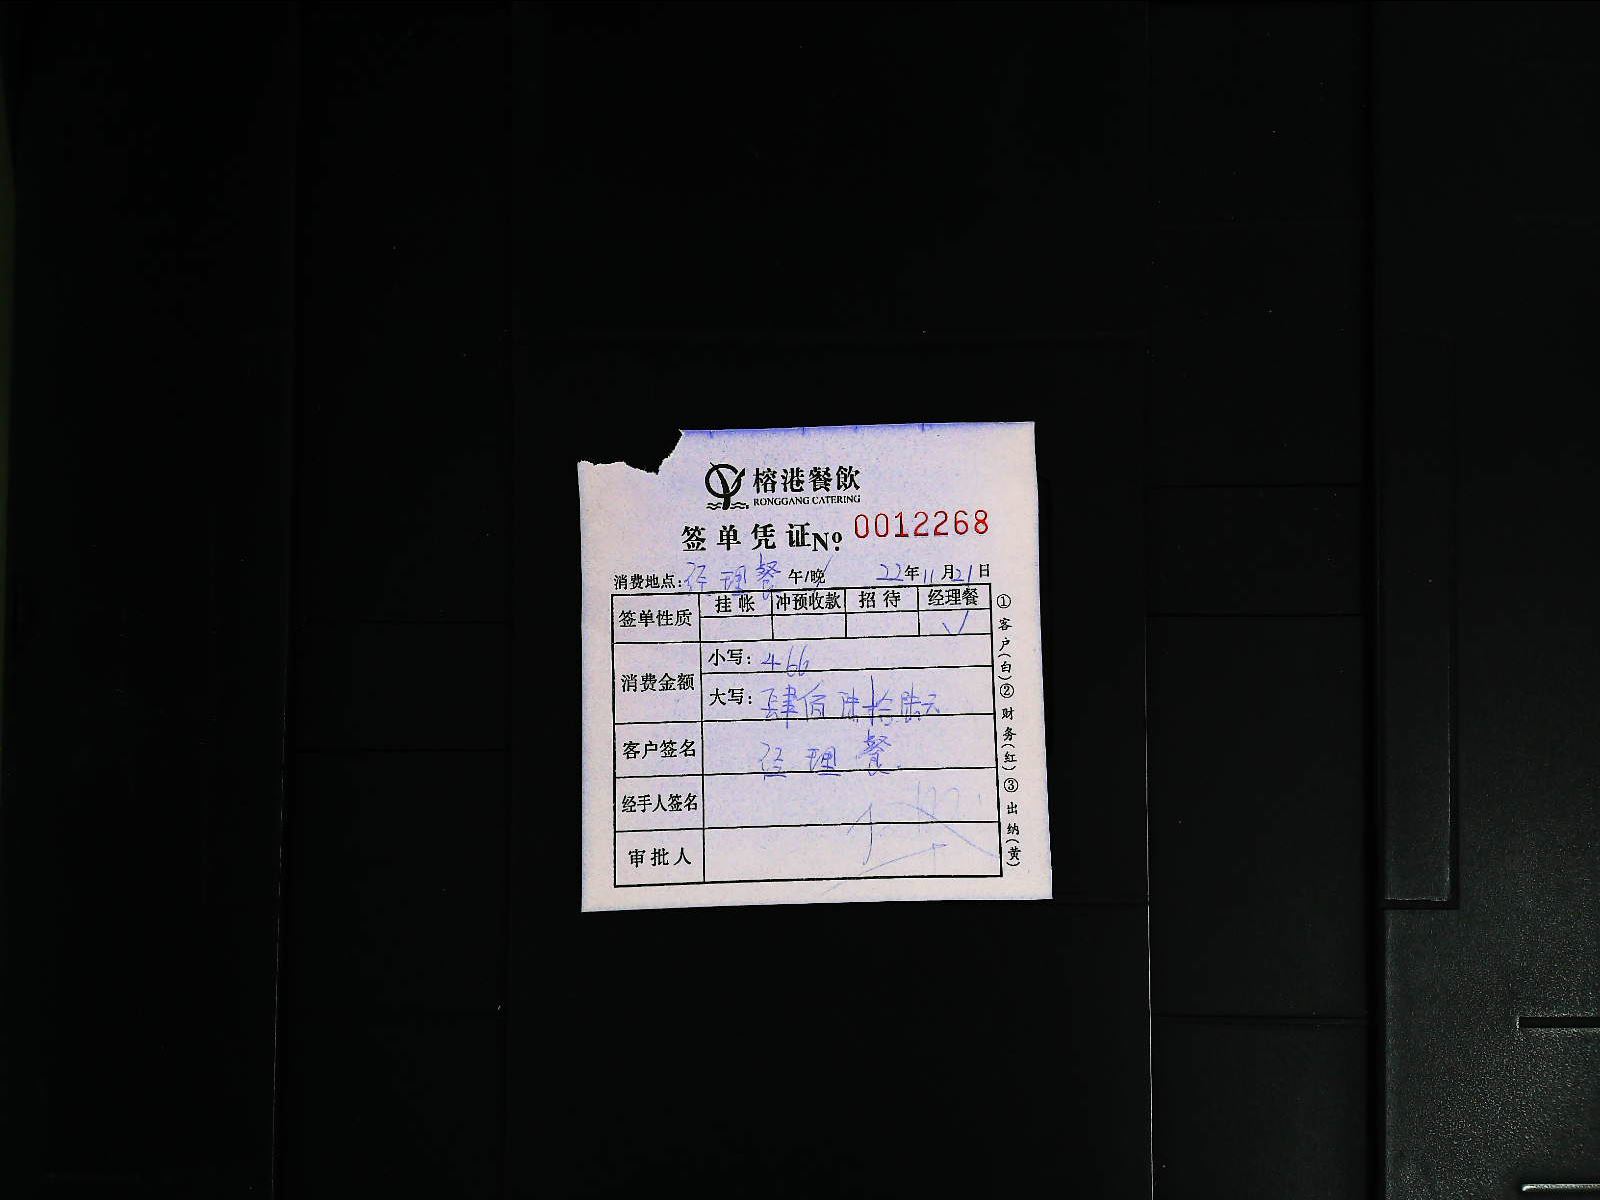 榕港餐飲
RONGGANG CATERING
签单凭证№ 0012268
消费地点：经理餐 午/晚 22年11月21日
签单性质 挂帐 冲预收款 招待 经理餐
√
消费金额 小写：466
大写：肆佰陆拾陆元
客户签名 经理餐
经手人签名
审批人
①客户(白)②财务(红)③出纳(黄)